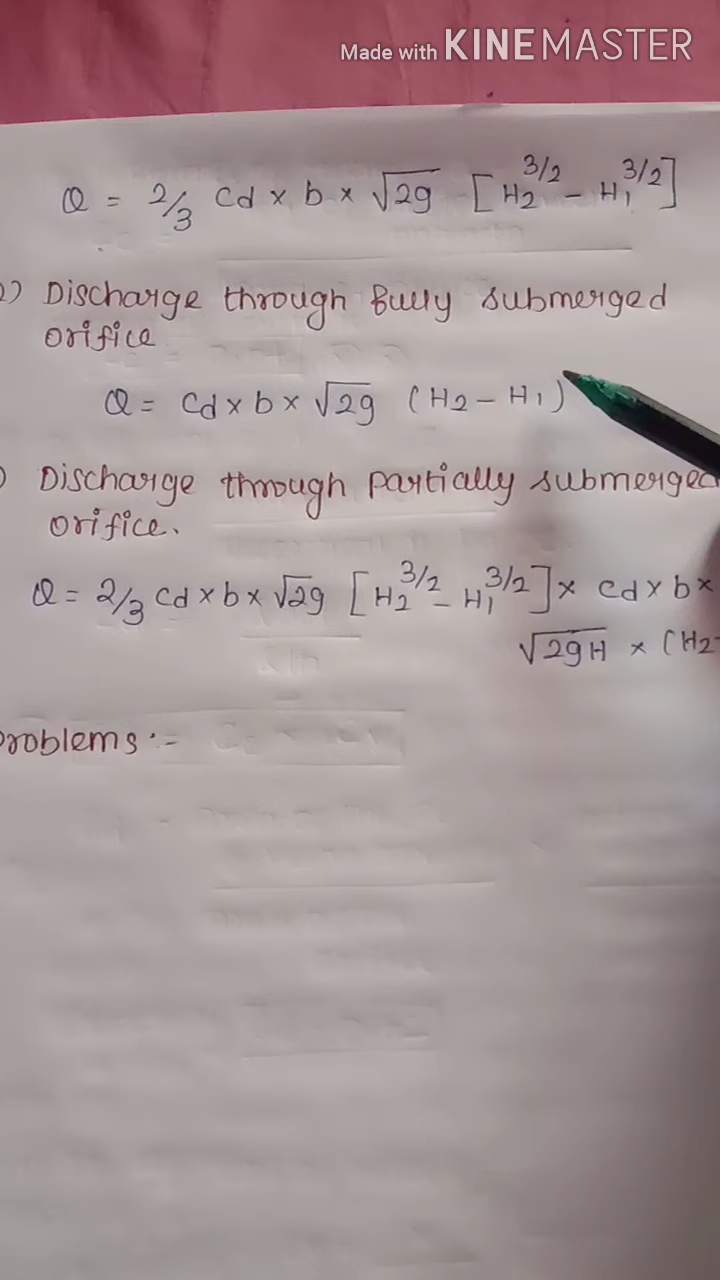 Made with KINEMASTER
Q = 2/3 Cd × b × √2g [H₂^3/2 − H₁^3/2]
2) Discharge through fully submerged
orifice
Q = Cd × b × √2g (H₂ − H₁)
) Discharge through partially submerged
orifice.
Q = 2/3 Cd × b × √2g [H₂^3/2 − H₁^3/2] × Cd × b ×
√2gH × (H₂-
problems :-